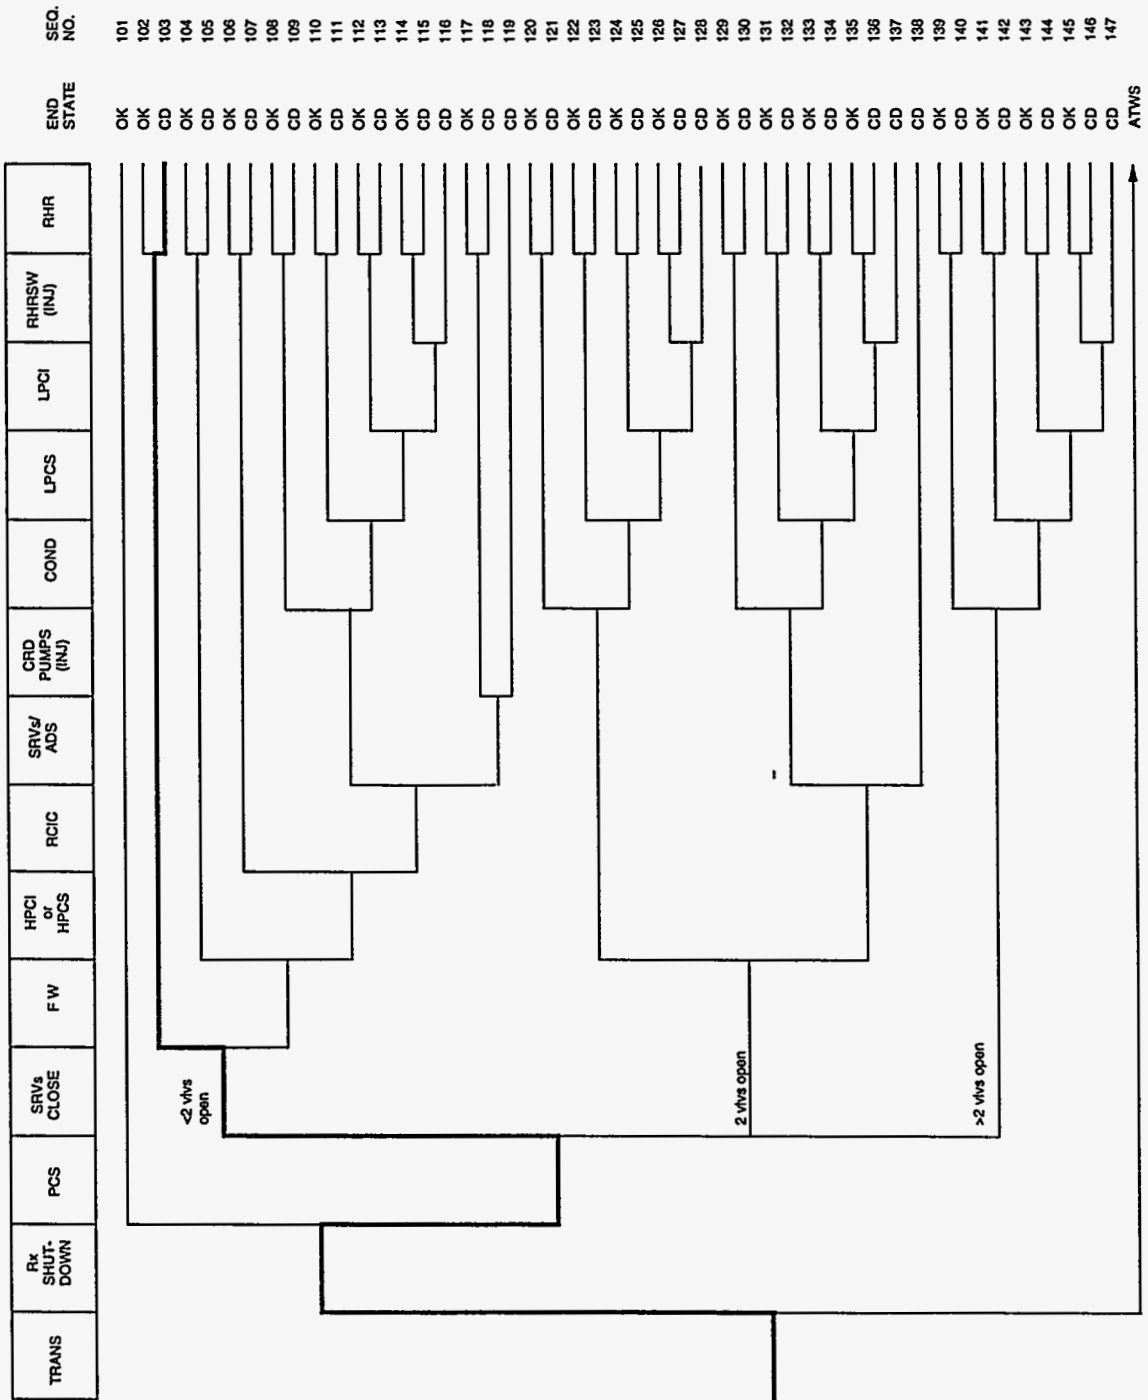 TRANS
Rx
SHUT-
DOWN
PCS
SRVs
CLOSE
FW
HPCI
or
HPCS
RCIC
SRVs/
ADS
CRD
PUMPS
(INJ)
COND
LPCS
LPCI
RHRSW
(INJ)
RHR
END
STATE
SEQ.
NO.
<2 vlvs
open
2 vlvs open
>2 vlvs open
OK 101
OK 102
CD 103
OK 104
CD 105
OK 106
CD 107
OK 108
CD 109
OK 110
CD 111
OK 112
CD 113
OK 114
CD 115
CD 116
OK 117
CD 118
CD 119
OK 120
CD 121
OK 122
CD 123
OK 124
CD 125
OK 126
CD 127
CD 128
OK 129
CD 130
OK 131
CD 132
OK 133
CD 134
OK 135
CD 136
CD 137
CD 138
OK 139
CD 140
OK 141
CD 142
OK 143
CD 144
OK 145
CD 146
CD 147
ATWS